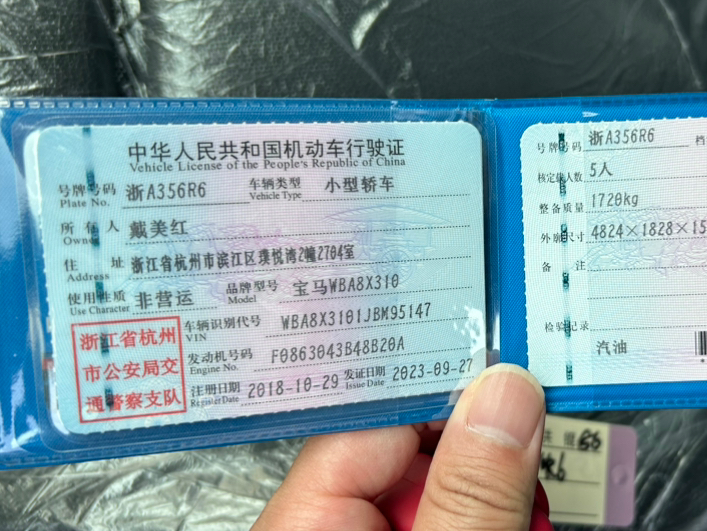 中华人民共和国机动车行驶证
Vehicle License of the People's Republic of China
号牌号码 浙A356R6 车辆类型 小型轿车
Plate No. Vehicle Type
所有人 戴美红
Owner
住址 浙江省杭州市滨江区璞悦湾2幢2704室
Address
使用性质 非营运 品牌型号 宝马WBA8X310
Use Character Model
浙江省杭州
市公安局交
通警察支队
车辆识别代号 WBA8X3101JBM95147
VIN
发动机号码 F0863043B48B20A
Engine No.
注册日期 2018-10-29 发证日期 2023-09-27
Register Date Issue Date
号牌号码 浙A356R6 档
核定载人数 5人
整备质量 1720kg
外廓尺寸 4824×1828×15
备注
检验记录
汽油